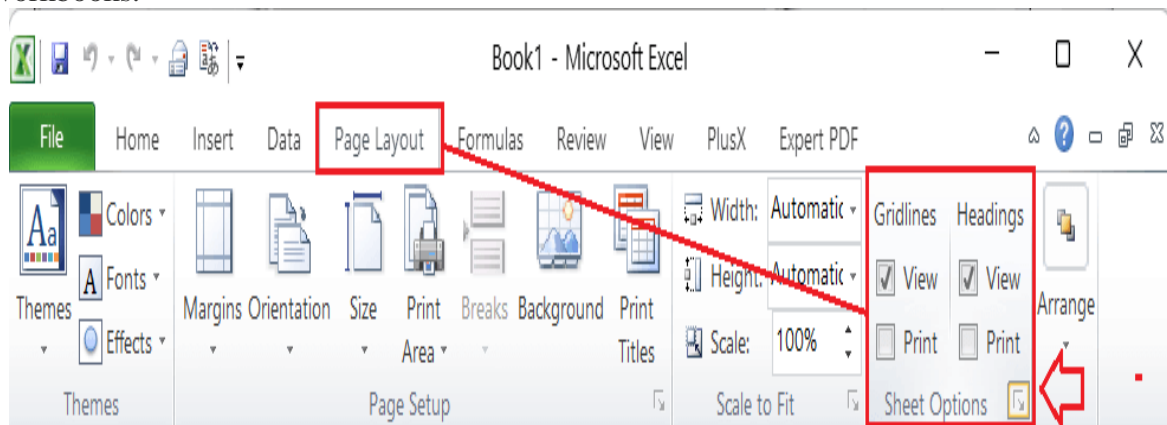 Book1 - Microsoft Excel
File Home Insert Data Page Layout Formulas Review View PlusX Expert PDF
Aa Colors Width: Automatic Gridlines Headings
A Fonts Height: Automatic View View
Themes Margins Orientation Size Print Breaks Background Print Arrange
Effects Area Titles Scale: 100% Print Print
Themes Page Setup Scale to Fit Sheet Options